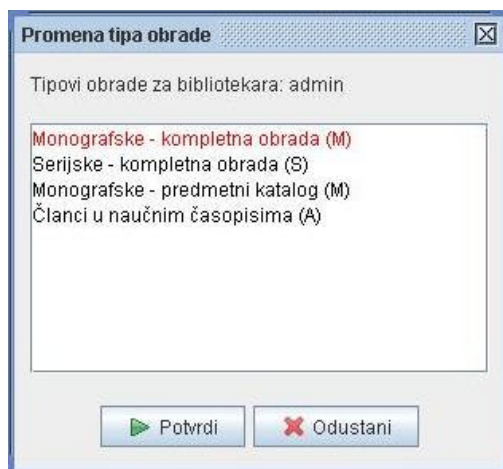 Promena tipa obrade
Tipovi obrade za bibliotekara: admin
Monografske - kompletna obrada (M)
Serijske - kompletna obrada (S)
Monografske - predmetni katalog (M)
Članci u naučnim časopisima (A)
Potvrdi Odustani